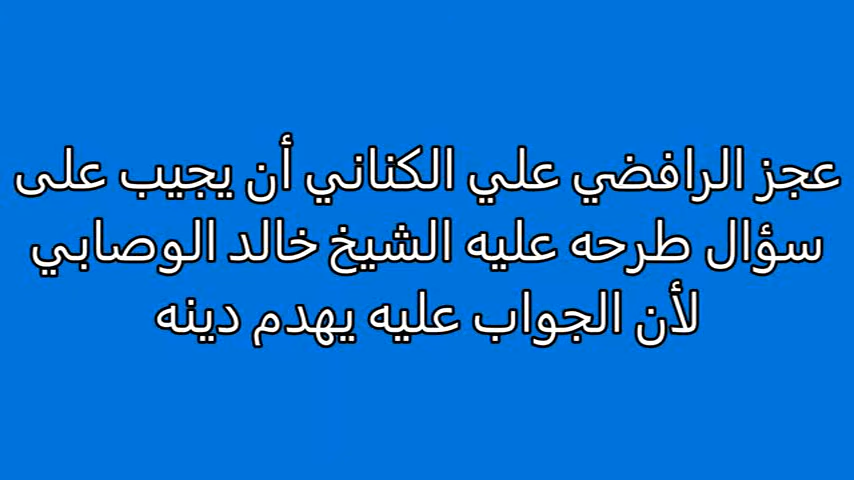 عجز الرافضي علي الكناني أن يجيب على
سؤال طرحه عليه الشيخ خالد الوصابي
لأن الجواب عليه يهدم دينه